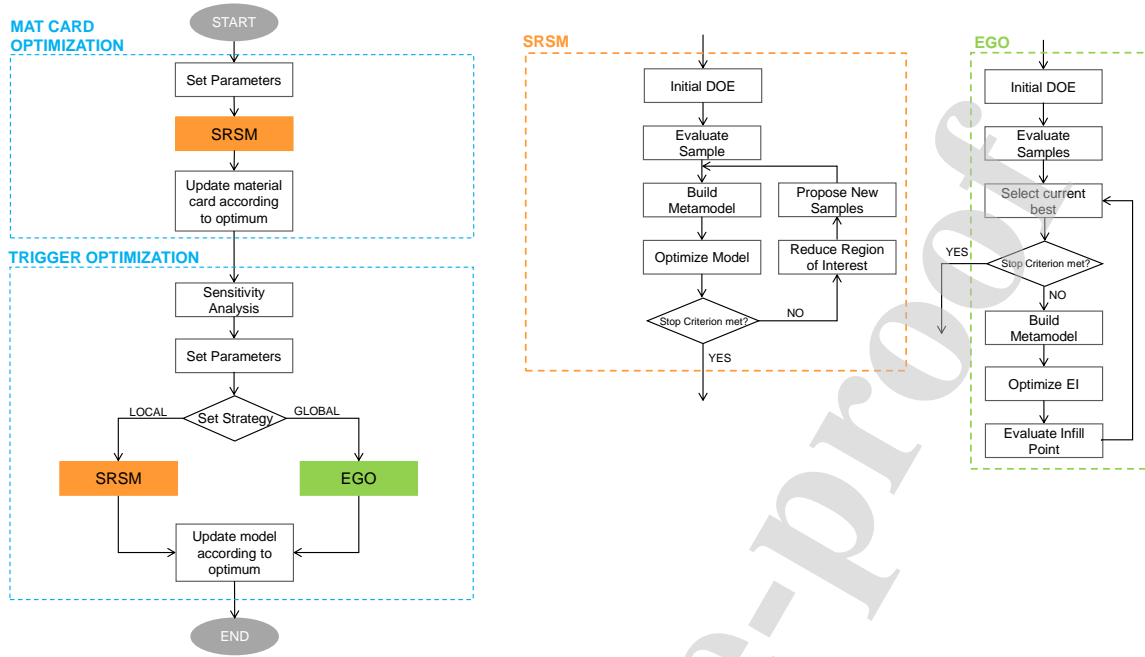 START
MAT CARD
OPTIMIZATION
Set Parameters
SRSM
Update material
card according
to optimum
TRIGGER OPTIMIZATION
Sensitivity
Analysis
Set Parameters
LOCAL
Set Strategy
GLOBAL
SRSM
EGO
Update model
according to
optimum
END
SRSM
Initial DOE
Evaluate
Sample
Build
Metamodel
Propose New
Samples
Optimize Model
Reduce Region
of Interest
Stop Criterion met?
NO
YES
EGO
Initial DOE
Evaluate
Samples
Select current
best
YES
Stop Criterion met?
NO
Build
Metamodel
Optimize EI
Evaluate Infill
Point
-proof